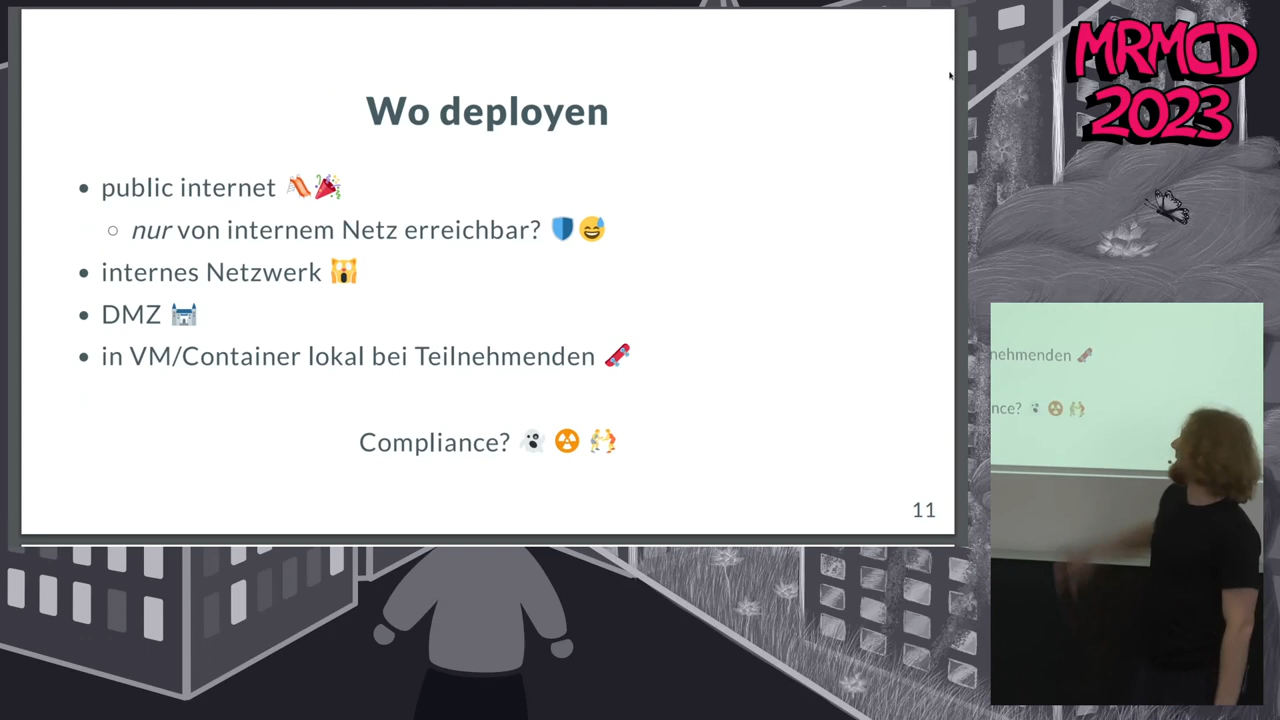 Wo deployen
• public internet 🎏🎉
○ nur von internem Netz erreichbar? 🛡️😅
• internes Netzwerk 🙀
• DMZ 🏰
• in VM/Container lokal bei Teilnehmenden 🛹
Compliance? 👻 ☢️ 🤼
11
MRMCD
2023
nehmenden 🛹
nce? 👻 ☢️ 🤼